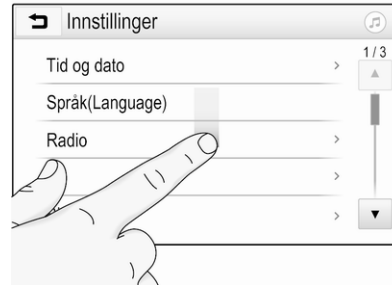 Innstillinger
1 / 3
Tid og dato
Språk(Language)
Radio